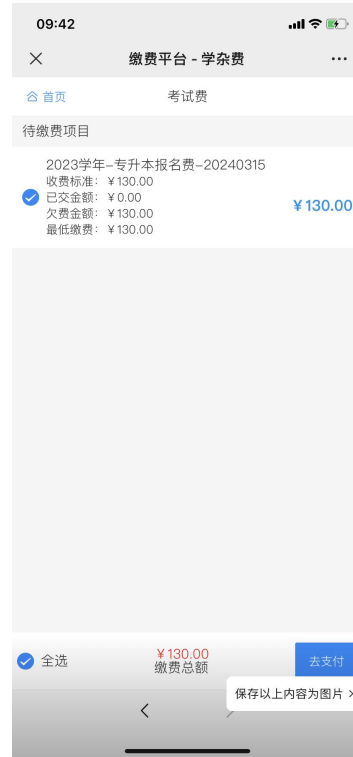 09:42
缴费平台 - 学杂费
首页
考试费
待缴费项目
2023学年–专升本报名费–20240315
收费标准：￥130.00
已交金额：￥0.00
欠费金额：￥130.00
最低缴费：￥130.00
￥130.00
全选
￥130.00
缴费总额
去支付
保存以上内容为图片